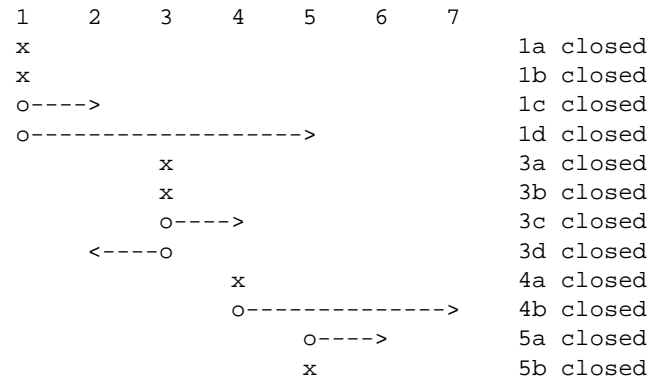 1    2    3    4    5    6    7
x                                  1a closed
x                                  1b closed
o---->                             1c closed
o------------------->              1d closed
          x                        3a closed
          x                        3b closed
          o---->                   3c closed
     <----o                        3d closed
               x                   4a closed
               o-------------->    4b closed
                    o---->         5a closed
                    x              5b closed